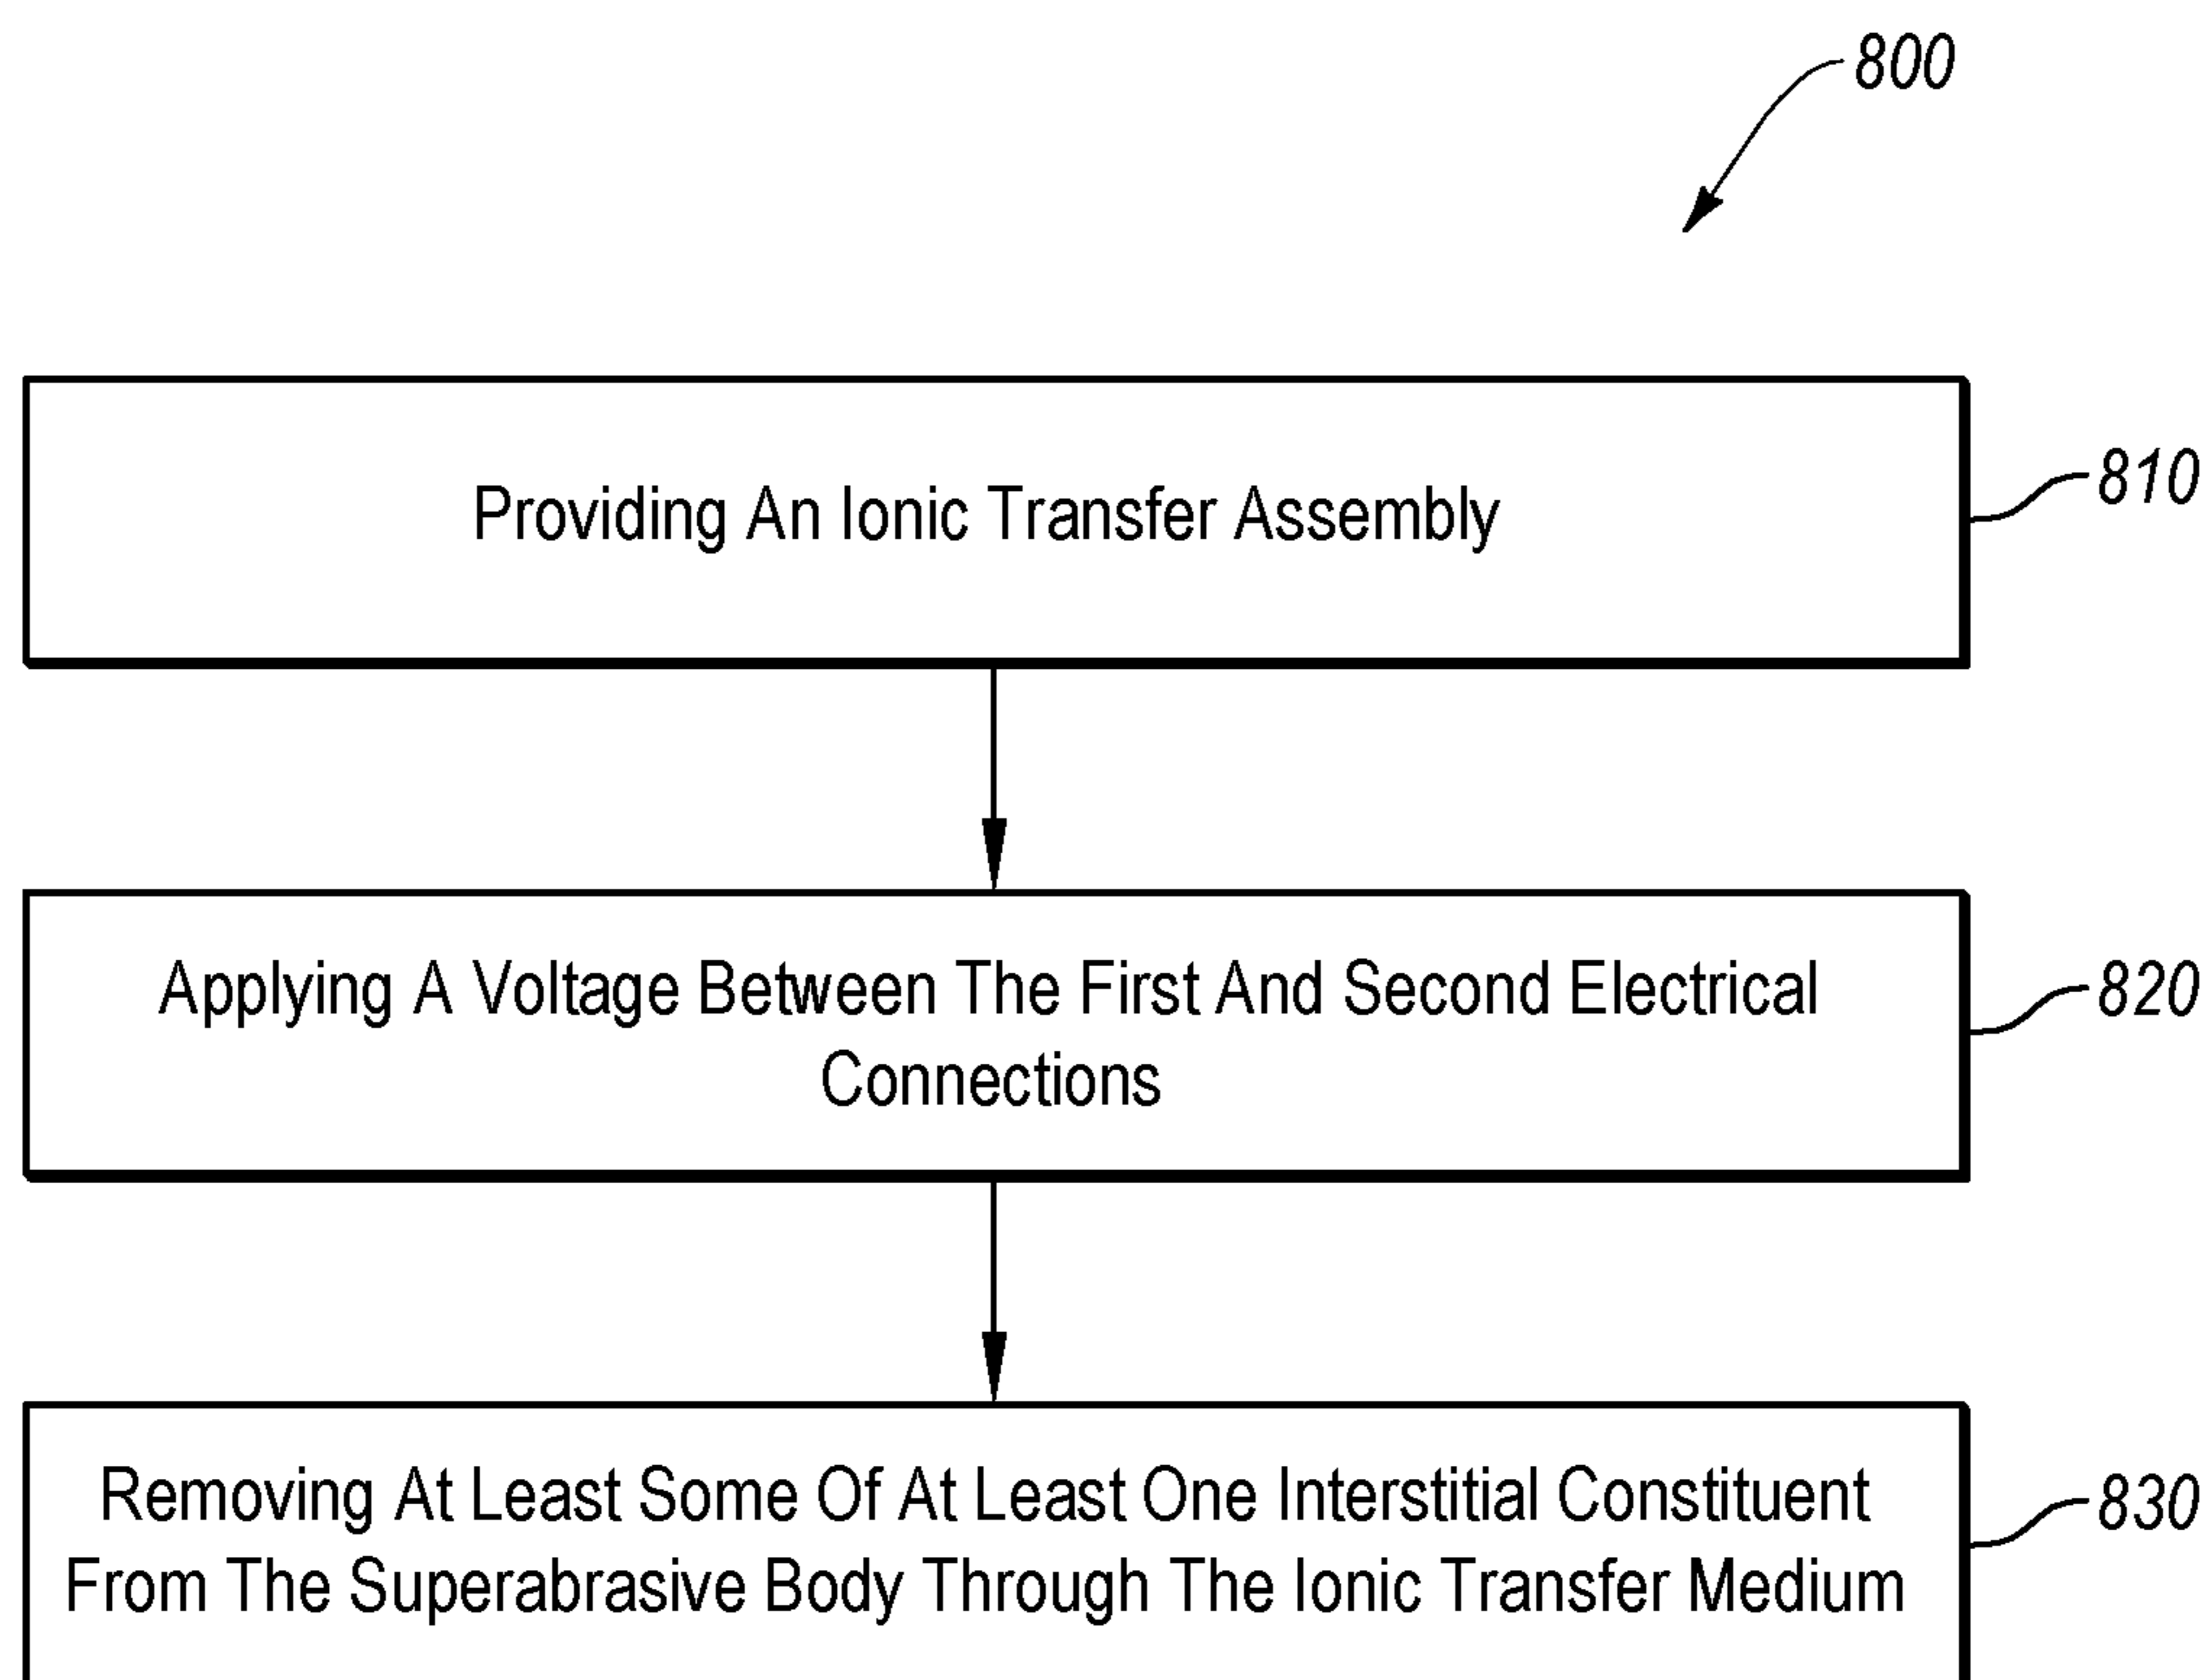 800
Providing An Ionic Transfer Assembly
810
Applying A Voltage Between The First And Second Electrical
Connections
820
Removing At Least Some Of At Least One Interstitial Constituent
From The Superabrasive Body Through The Ionic Transfer Medium
830